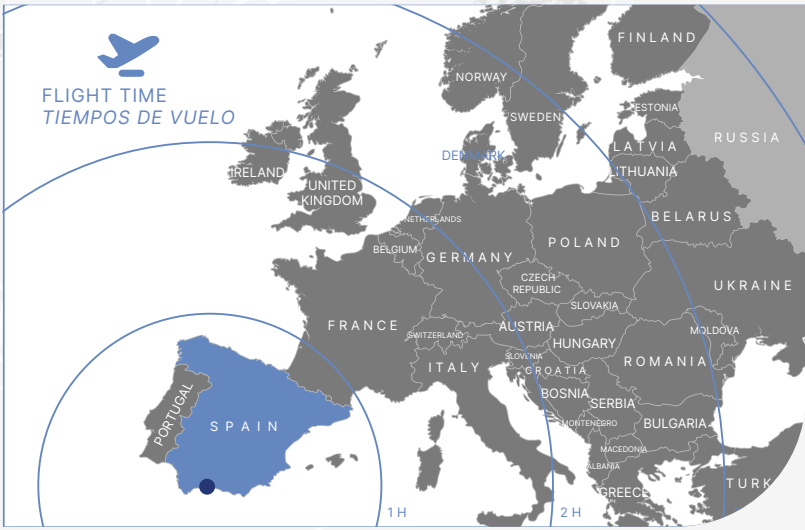 FLIGHT TIME
TIEMPOS DE VUELO
FINLAND
NORWAY
SWEDEN
ESTONIA
RUSSIA
LATVIA
DENMARK
LITHUANIA
IRELAND
UNITED
KINGDOM
NETHERLANDS
BELARUS
BELGIUM
GERMANY
POLAND
CZECH
REPUBLIC
UKRAINE
SLOVAKIA
FRANCE
SWITZERLAND
AUSTRIA
MOLDOVA
HUNGARY
SLOVENIA
ITALY
CROATIA
ROMANIA
BOSNIA
SERBIA
PORTUGAL
SPAIN
MONTENEGRO
BULGARIA
MACEDONIA
ALBANIA
GREECE
TURK
1 H
2 H